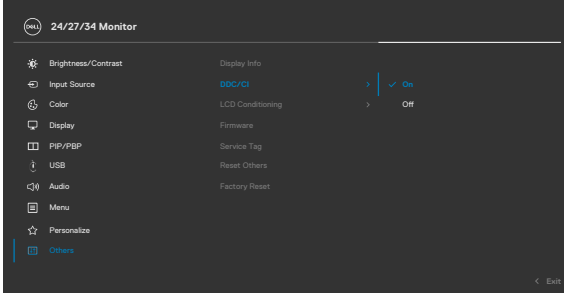 DELL 24/27/34 Monitor
Brightness/Contrast Display Info
Input Source DDC/CI > ✓ On
Color LCD Conditioning > Off
Display Firmware
PIP/PBP Service Tag
USB Reset Others
Audio Factory Reset
Menu
Personalize
Others
< Exit